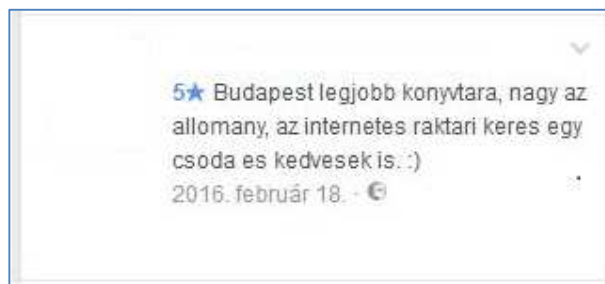 5★ Budapest legjobb konyvtara, nagy az
allomany, az internetes raktari keres egy
csoda es kedvesek is. :)
2016. február 18. ·